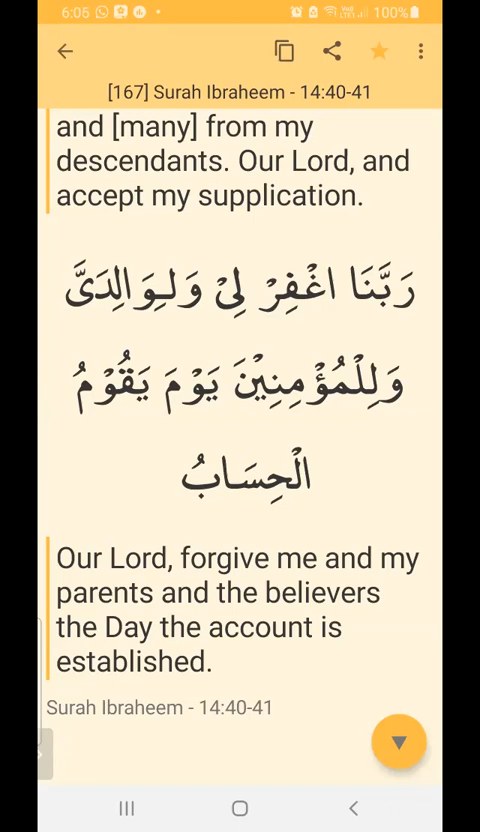 6:05
100%
[167] Surah Ibraheem - 14:40-41
and [many] from my
descendants. Our Lord, and
accept my supplication.
رَبَّنَا اغْفِرْ لِیْ وَلِوَالِدَیَّ
وَلِلْمُؤْمِنِیْنَ یَوْمَ یَقُوْمُ
الْحِسَابُ
Our Lord, forgive me and my
parents and the believers
the Day the account is
established.
Surah Ibraheem - 14:40-41